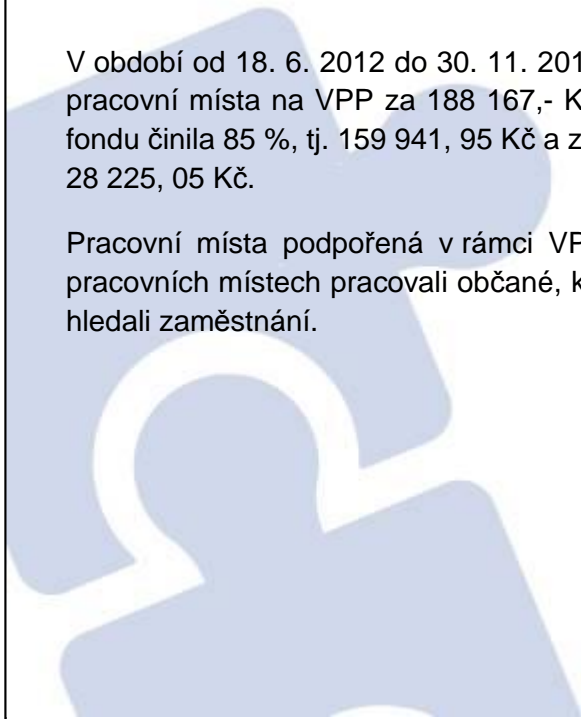 V období od 18. 6. 2012 do 30. 11. 201
pracovní místa na VPP za 188 167,- K
fondu činila 85 %, tj. 159 941, 95 Kč a z
28 225, 05 Kč.
Pracovní místa podpořená v rámci VP
pracovních místech pracovali občané, k
hledali zaměstnání.